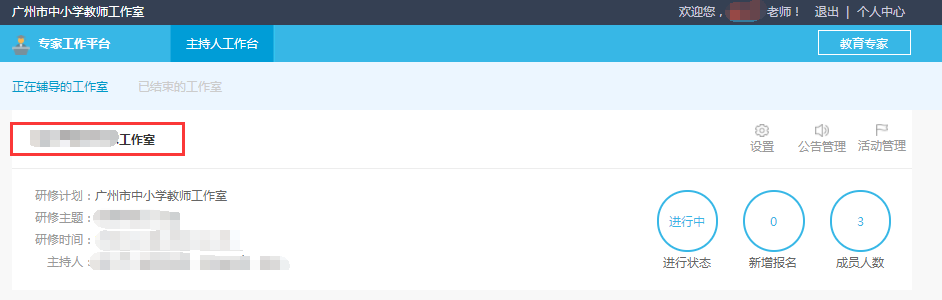 广州市中小学教师工作室
欢迎您， 老师！ 退出 | 个人中心
专家工作平台 主持人工作台 教育专家
正在辅导的工作室 已结束的工作室
工作室
设置 公告管理 活动管理
研修计划：广州市中小学教师工作室
研修主题：
研修时间：
主持人：
进行中 0 3
进行状态 新增报名 成员人数